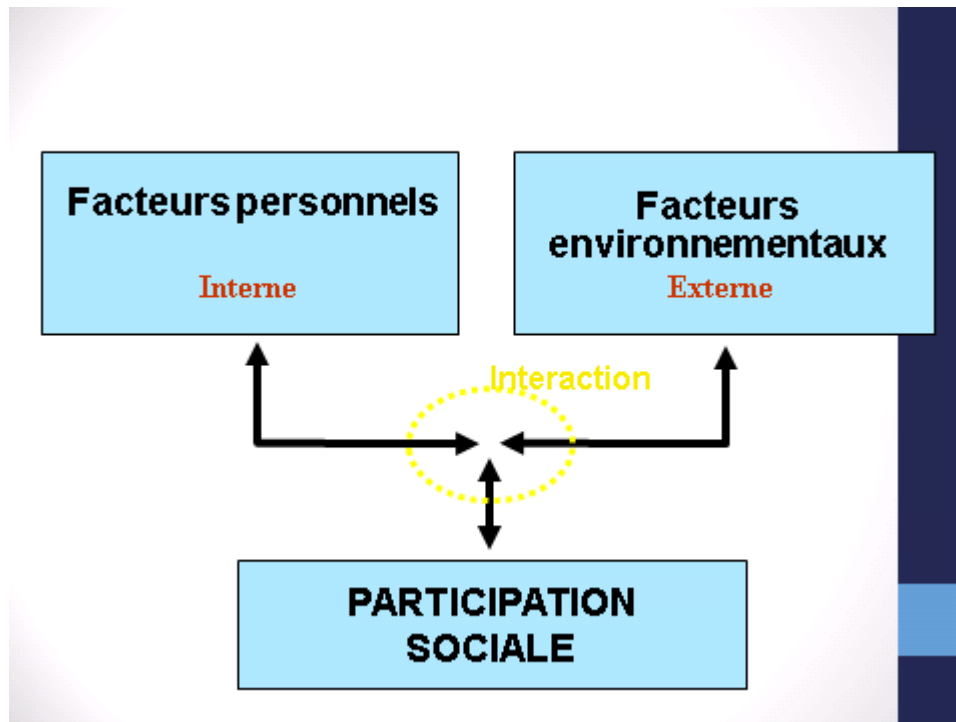 Facteurs personnels
Interne
Facteurs
environnementaux
Externe
Interaction
PARTICIPATION
SOCIALE